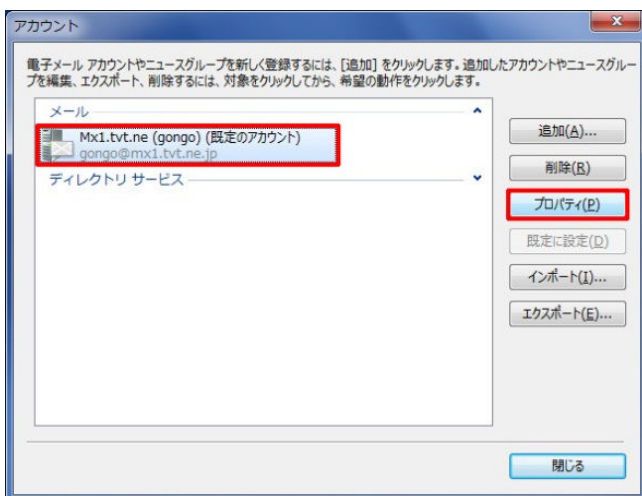 アカウント
電子メール アカウントやニュースグループを新しく登録するには、[追加] をクリックします。追加したアカウントやニュースグルー
プを編集、エクスポート、削除するには、対象をクリックしてから、希望の動作をクリックします。
メール
Mx1.tvt.ne (gongo) (既定のアカウント)
gongo@mx1.tvt.ne.jp
ディレクトリ サービス
追加(A)...
削除(R)
プロパティ(P)
既定に設定(D)
インポート(I)...
エクスポート(E)...
閉じる